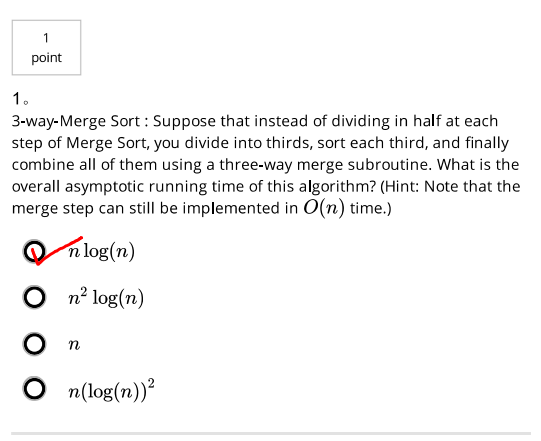 1
point
1。
3-way-Merge Sort : Suppose that instead of dividing in half at each
step of Merge Sort, you divide into thirds, sort each third, and finally
combine all of them using a three-way merge subroutine. What is the
overall asymptotic running time of this algorithm? (Hint: Note that the
merge step can still be implemented in O(n) time.)
n log(n)
n² log(n)
n
n(log(n))²